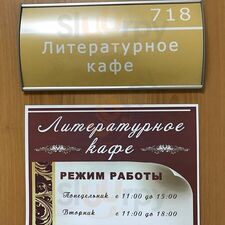 718
Литературное
кафе
Литературное
кафе
РЕЖИМ РАБОТЫ
Понедельник с 11:00 до 15:00
Вторник с 11:00 до 18:00